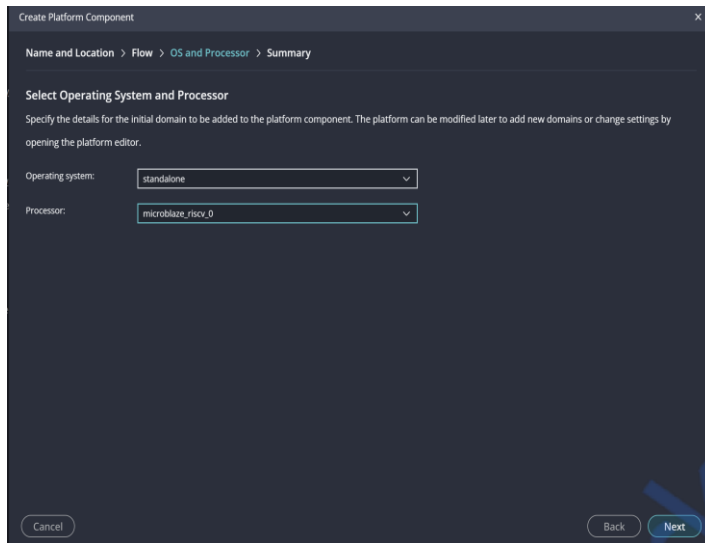 Create Platform Component x
Name and Location > Flow > OS and Processor > Summary
Select Operating System and Processor
Specify the details for the initial domain to be added to the platform component. The platform can be modified later to add new domains or change settings by
opening the platform editor.
Operating system: standalone
Processor: microblaze_riscv_0
Cancel Back Next